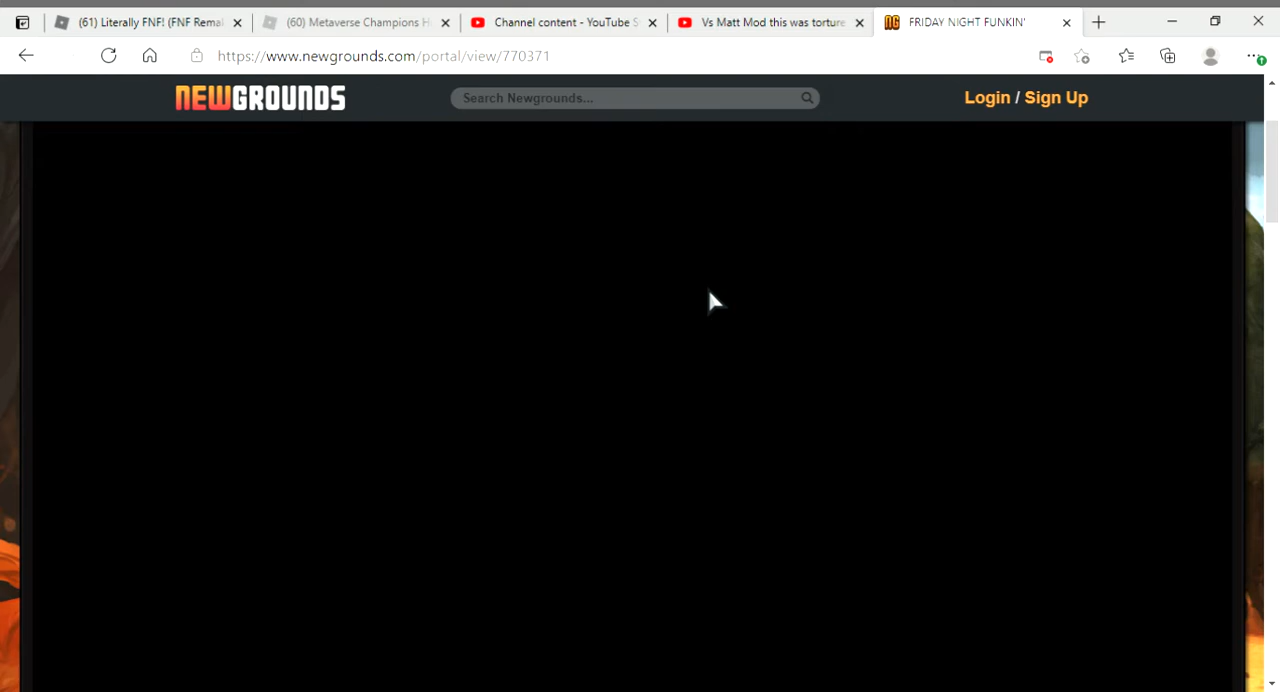 (61) Literally FNF! (FNF Remal
(60) Metaverse Champions H
Channel content - YouTube S
Vs Matt Mod this was torture
FRIDAY NIGHT FUNKIN'
https://www.newgrounds.com/portal/view/770371
NEWGROUNDS
Search Newgrounds...
Login / Sign Up